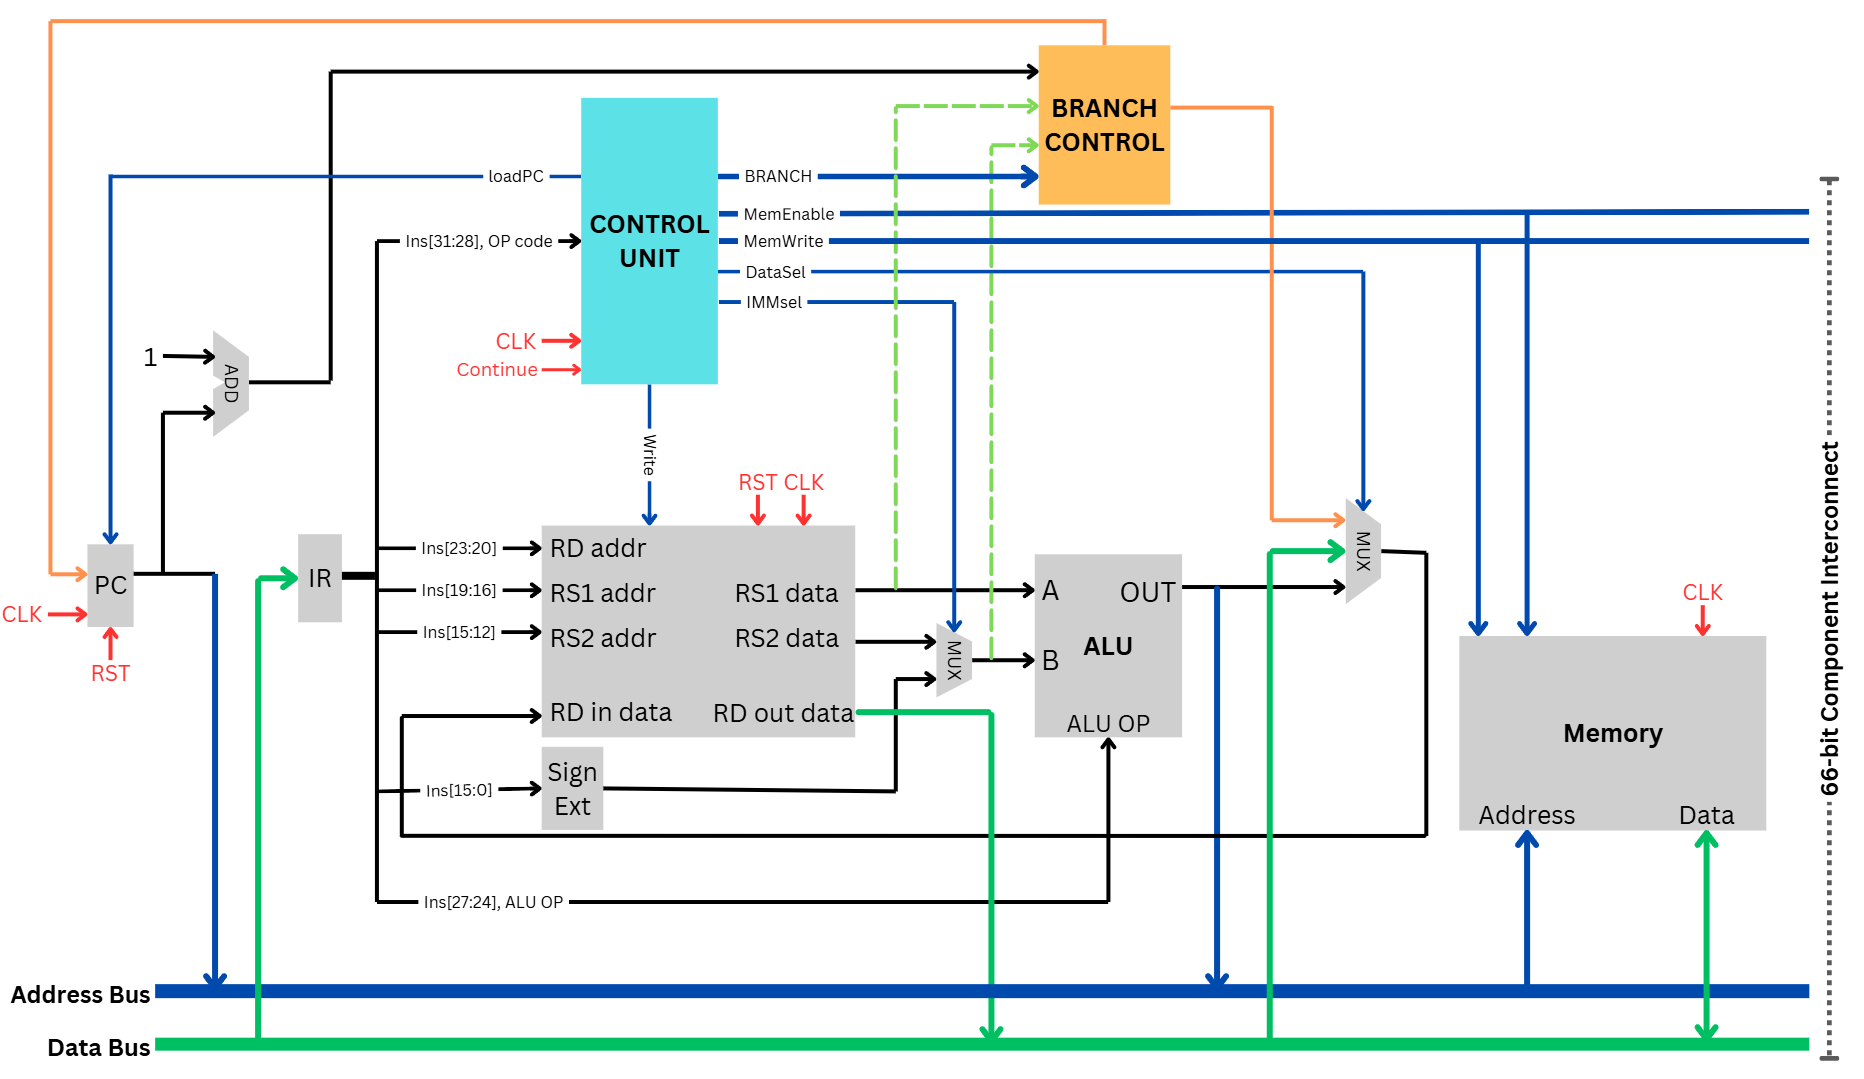 BRANCH
CONTROL
loadPC
BRANCH
CONTROL
UNIT
MemEnable
Ins[31:28], OP code
MemWrite
DataSel
IMMsel
CLK
Continue
1
ADD
Write
RST CLK
66-bit Component Interconnect
PC
CLK
RST
IR
Ins[23:20]
Ins[19:16]
Ins[15:12]
RD addr
RS1 addr
RS2 addr
RD in data
RS1 data
RS2 data
RD out data
MUX
A
B
OUT
ALU
ALU OP
MUX
CLK
Memory
Address
Data
Ins[15:0]
Sign
Ext
Ins[27:24], ALU OP
Address Bus
Data Bus